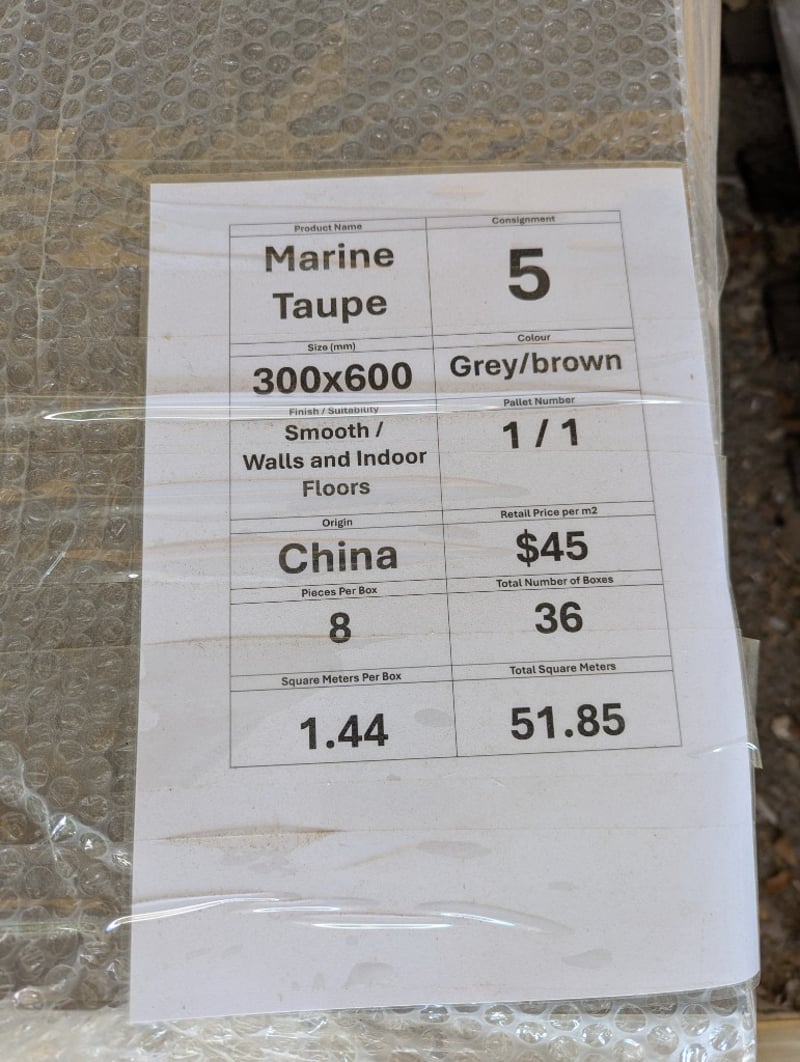 Product Name
Consignment
Marine
Taupe
5
Size (mm)
Colour
300x600
Grey/brown
Finish / Suitability
Pallet Number
Smooth /
Walls and Indoor
Floors
1 / 1
Origin
Retail Price per m2
China
$45
Pieces Per Box
Total Number of Boxes
8
36
Square Meters Per Box
Total Square Meters
1.44
51.85